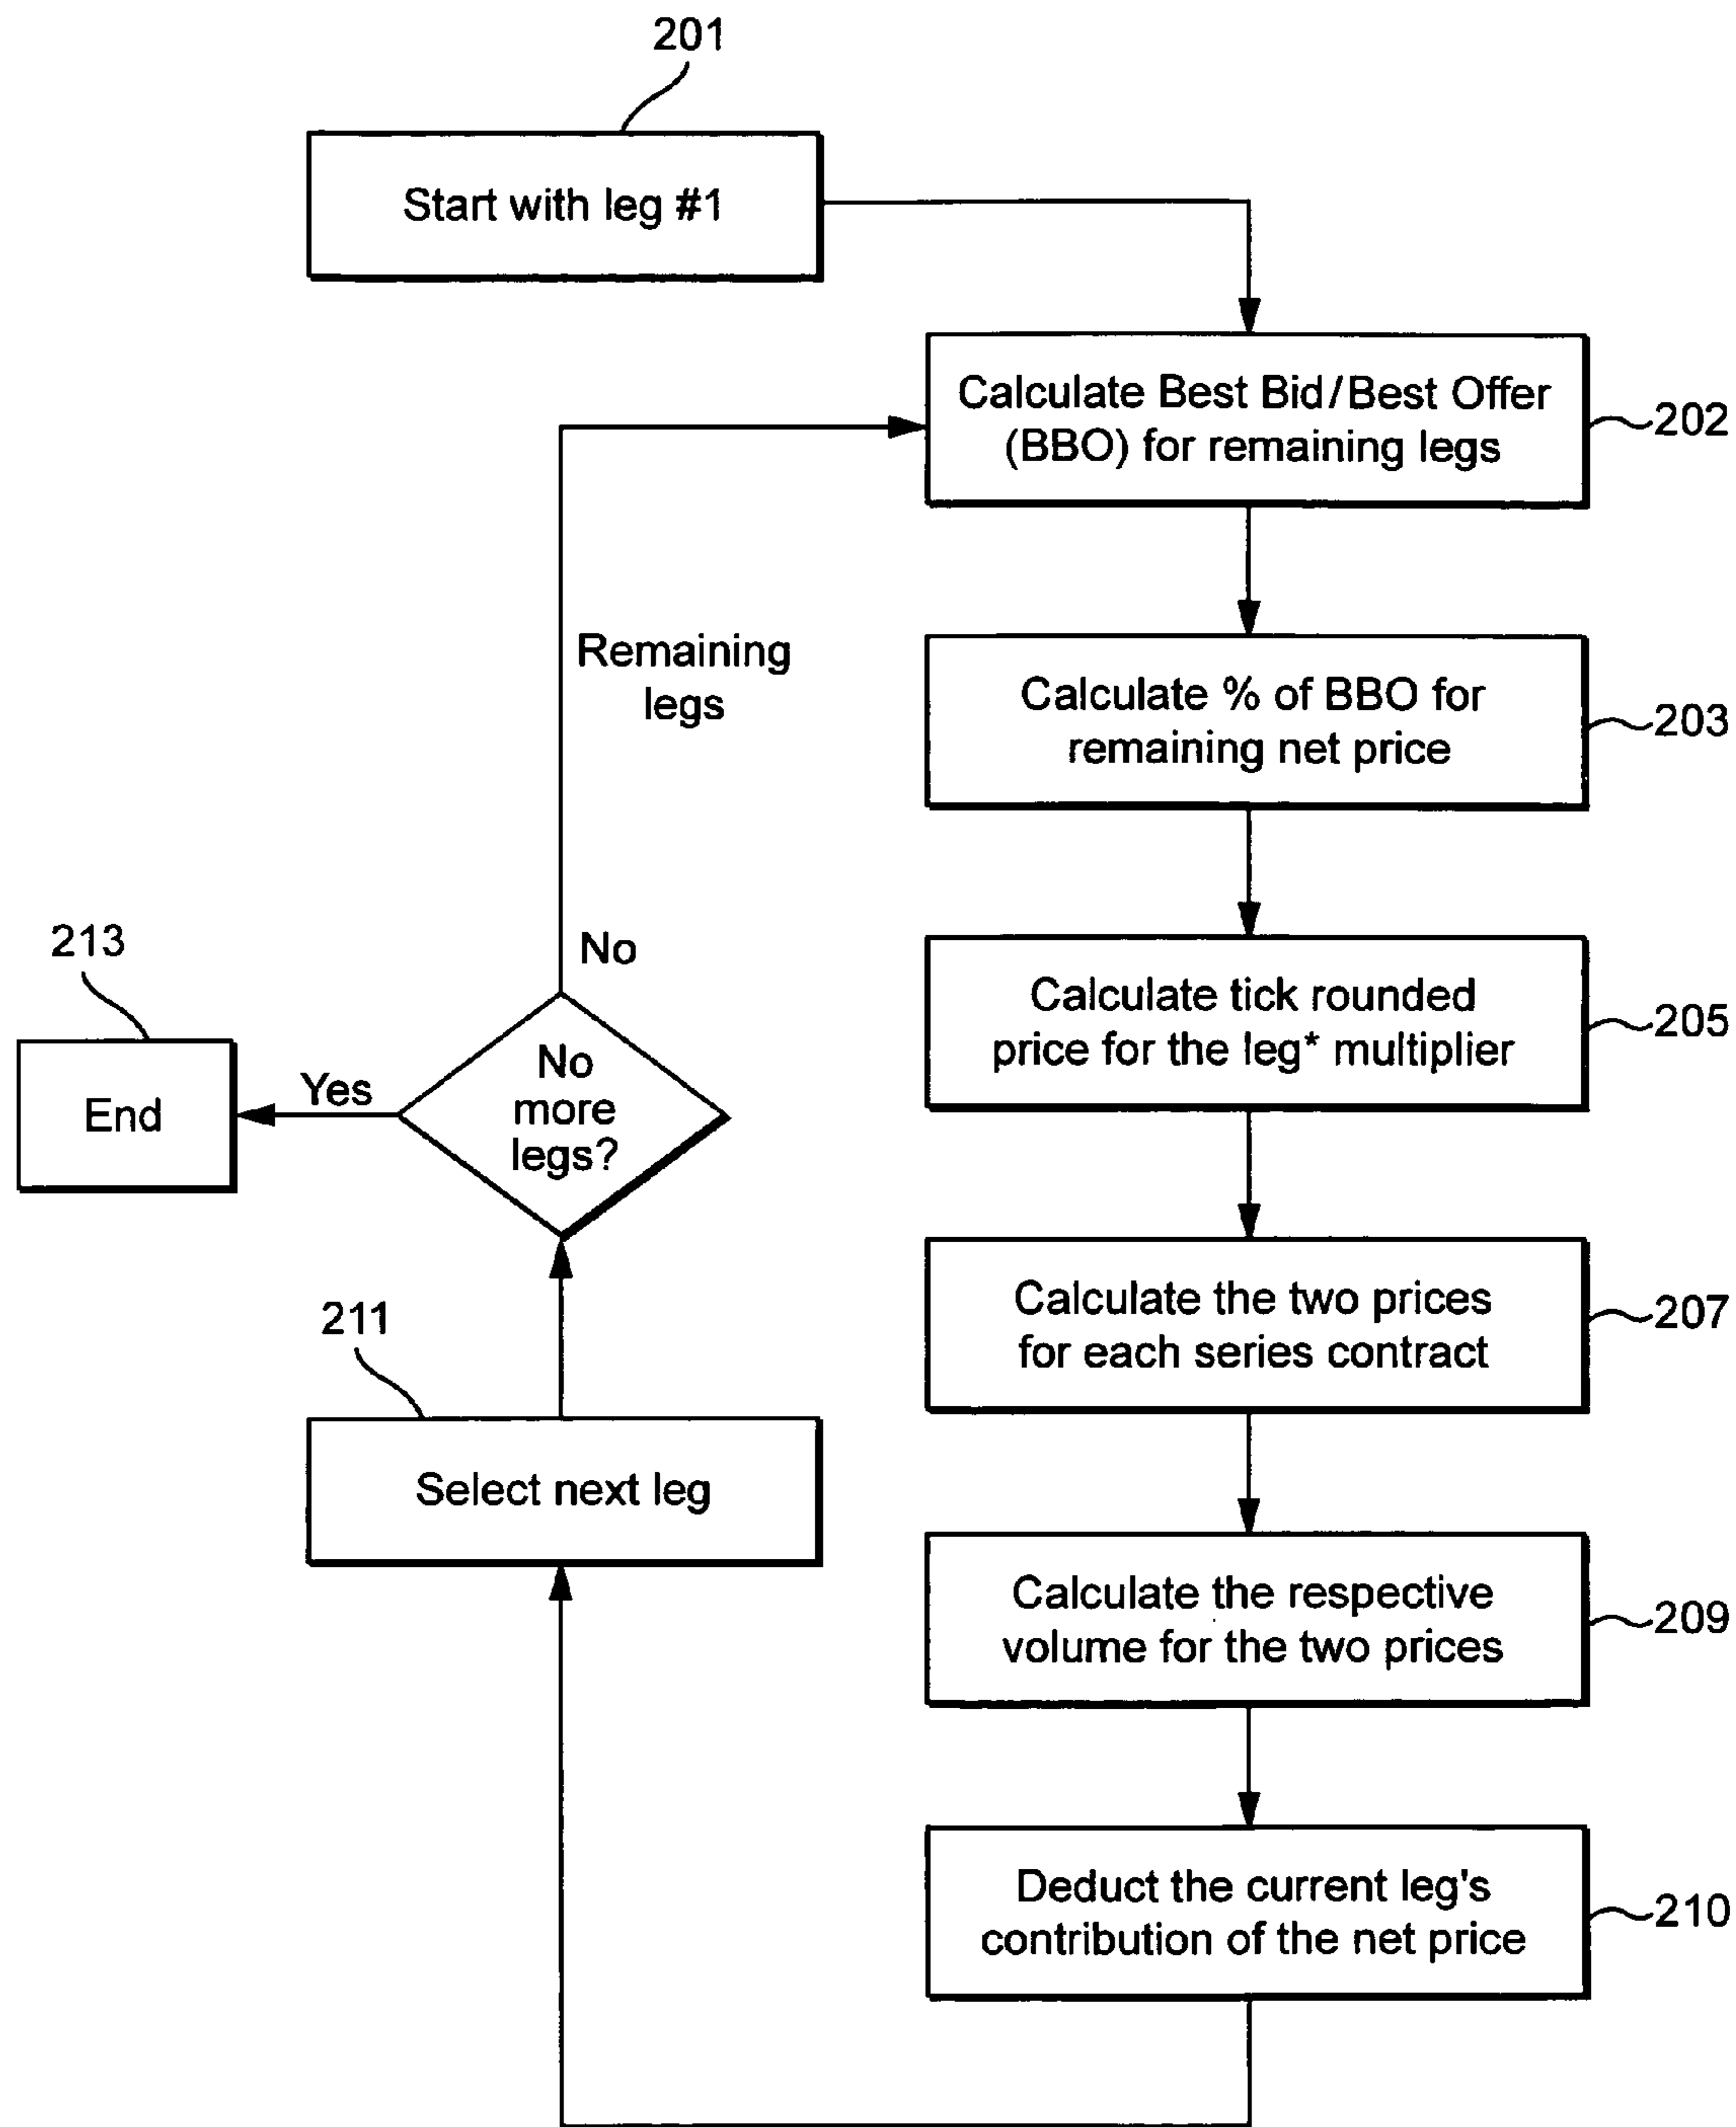 201
Start with leg #1
Calculate Best Bid/Best Offer
(BBO) for remaining legs
202
Remaining
legs
Calculate % of BBO for
remaining net price
203
213
No
Calculate tick rounded
price for the leg* multiplier
205
End
Yes
No
more
legs?
Calculate the two prices
for each series contract
207
211
Select next leg
Calculate the respective
volume for the two prices
209
Deduct the current leg's
contribution of the net price
210